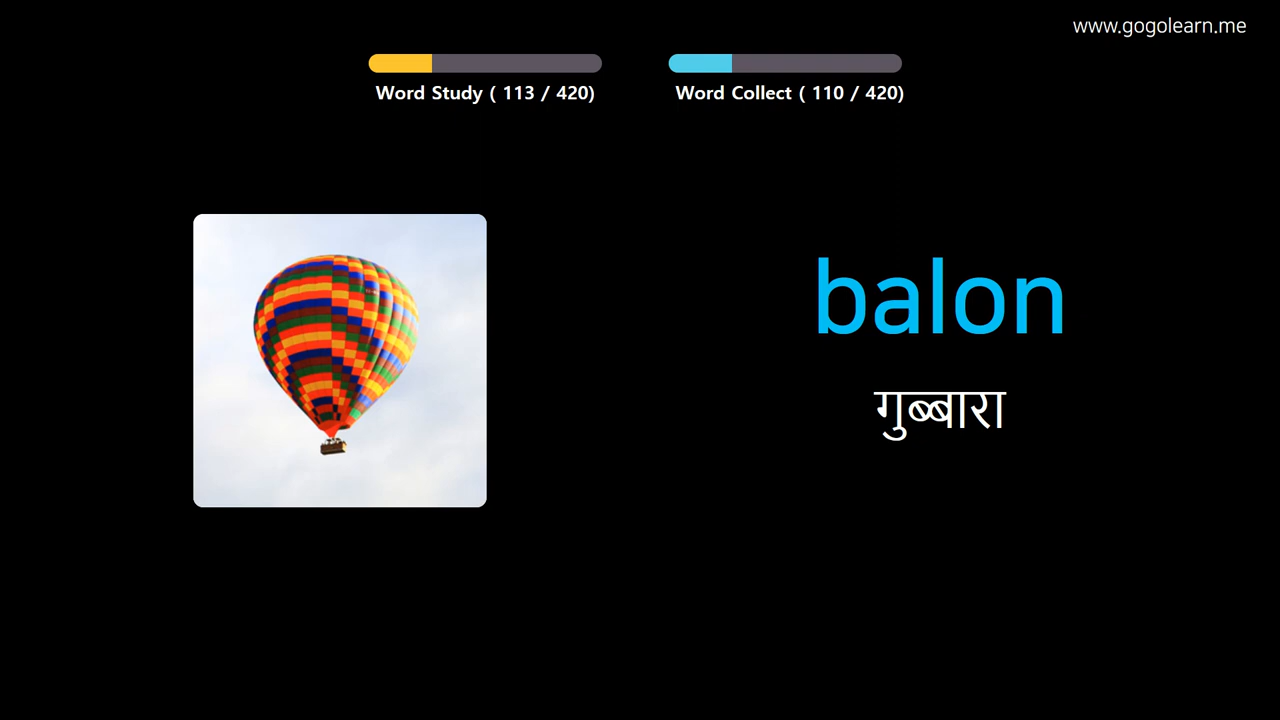 www.gogolearn.me
Word Study ( 113 / 420)
Word Collect ( 110 / 420)
balon
गुब्बारा